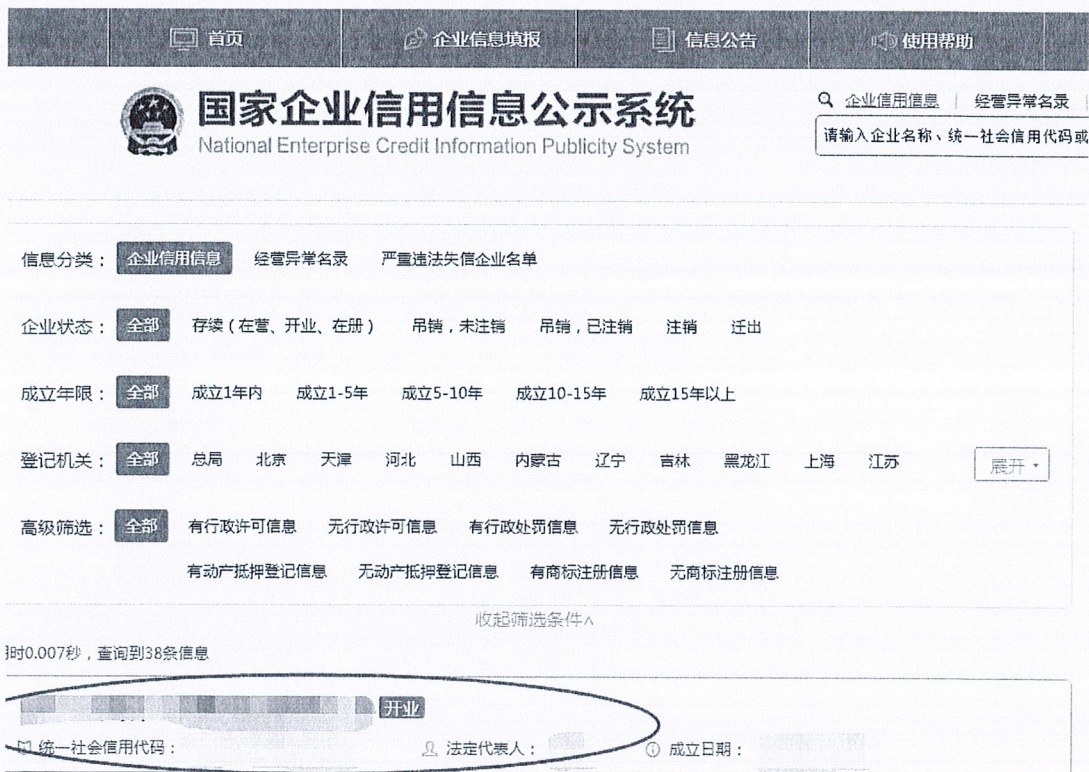 首页 企业信息填报 信息公告 使用帮助
国家企业信用信息公示系统
National Enterprise Credit Information Publicity System
企业信用信息 | 经营异常名录 |
请输入企业名称、统一社会信用代码或
信息分类： 企业信用信息 经营异常名录 严重违法失信企业名单
企业状态： 全部 存续（在营、开业、在册） 吊销，未注销 吊销，已注销 注销 迁出
成立年限： 全部 成立1年内 成立1-5年 成立5-10年 成立10-15年 成立15年以上
登记机关： 全部 总局 北京 天津 河北 山西 内蒙古 辽宁 吉林 黑龙江 上海 江苏 展开
高级筛选： 全部 有行政许可信息 无行政许可信息 有行政处罚信息 无行政处罚信息
有动产抵押登记信息 无动产抵押登记信息 有商标注册信息 无商标注册信息
收起筛选条件
用时0.007秒，查询到38条信息
开业
统一社会信用代码： 法定代表人： 成立日期：